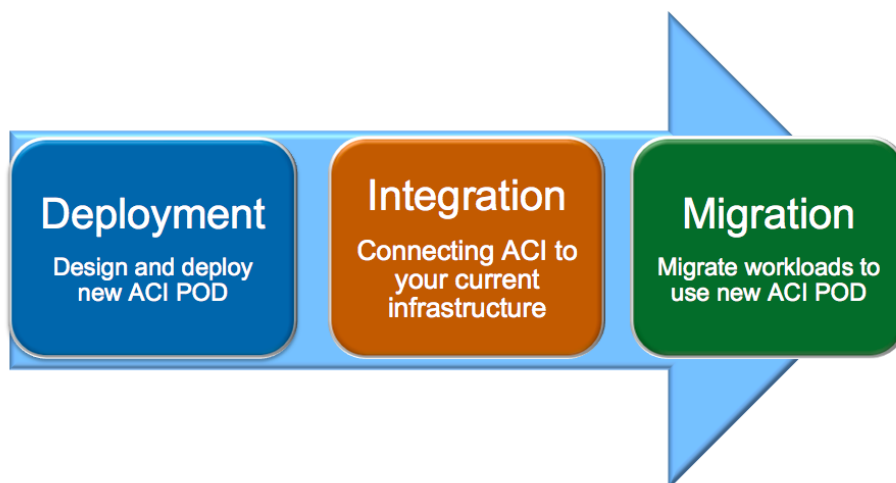 Deployment
Design and deploy
new ACI POD
Integration
Connecting ACI to
your current
infrastructure
Migration
Migrate workloads to
use new ACI POD